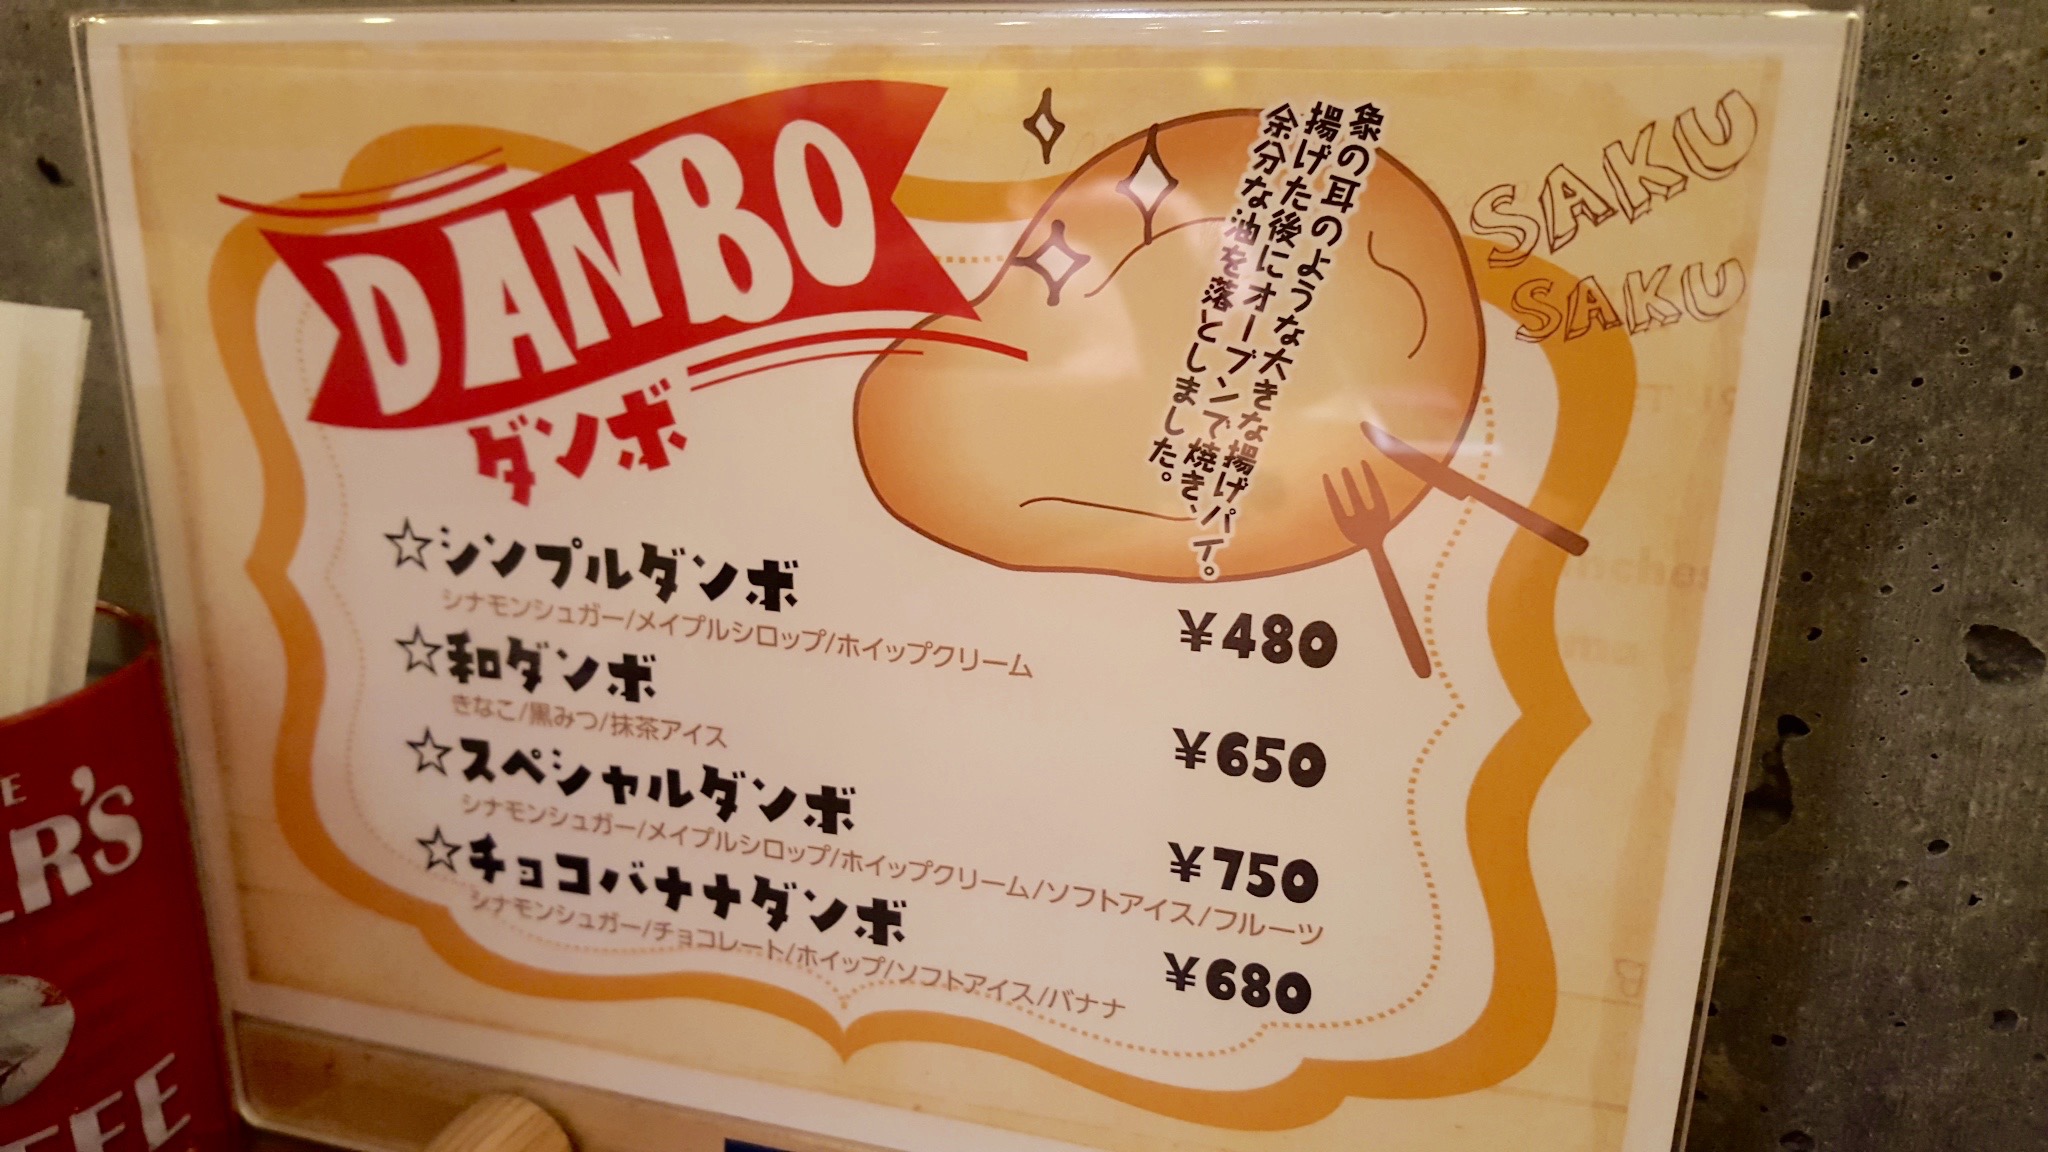 DANBO
ダンボ
象の耳のような大きな揚げパイ。
揚げた後にオーブンで焼き、
余分な油を落としました。
SAKU
SAKU
☆シンプルダンボ
シナモンシュガー/メイプルシロップ/ホイップクリーム
¥480
☆和ダンボ
きなこ/黒みつ/抹茶アイス
¥650
☆スペシャルダンボ
シナモンシュガー/メイプルシロップ/ホイップクリーム/ソフトアイス/フルーツ
¥750
☆チョコバナナダンボ
シナモンシュガー/チョコレート/ホイップ/ソフトアイス/バナナ
¥680